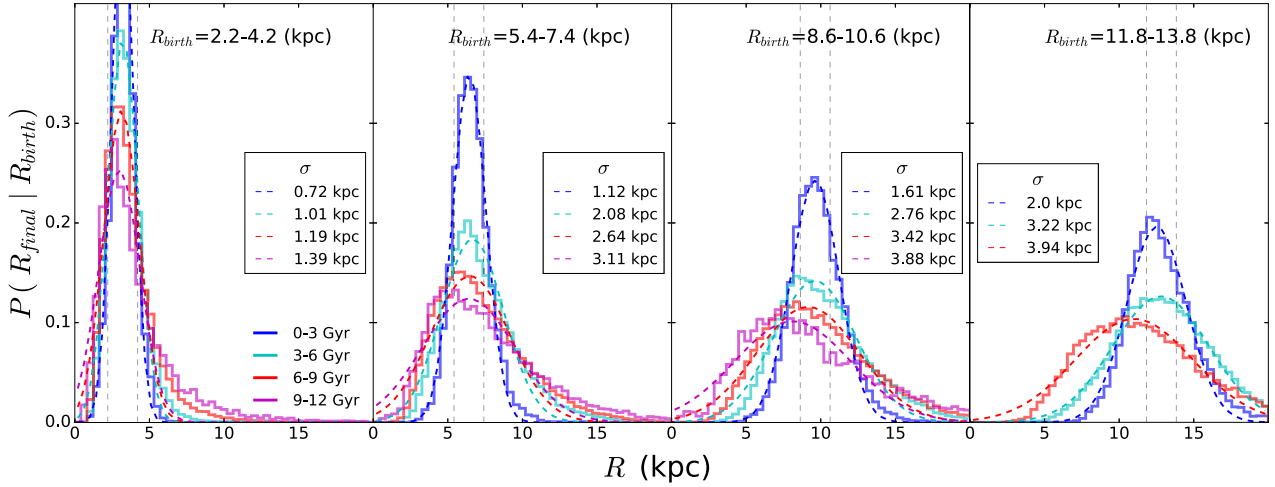 P ( R_final | R_birth)
R_birth=2.2-4.2 (kpc)
R_birth=5.4-7.4 (kpc)
R_birth=8.6-10.6 (kpc)
R_birth=11.8-13.8 (kpc)
0.3
0.2
0.1
0.0
σ
0.72 kpc
1.01 kpc
1.19 kpc
1.39 kpc
0-3 Gyr
3-6 Gyr
6-9 Gyr
9-12 Gyr
σ
1.12 kpc
2.08 kpc
2.64 kpc
3.11 kpc
σ
1.61 kpc
2.76 kpc
3.42 kpc
3.88 kpc
σ
2.0 kpc
3.22 kpc
3.94 kpc
0 5 10 15 0 5 10 15 0 5 10 15 0 5 10 15
R (kpc)